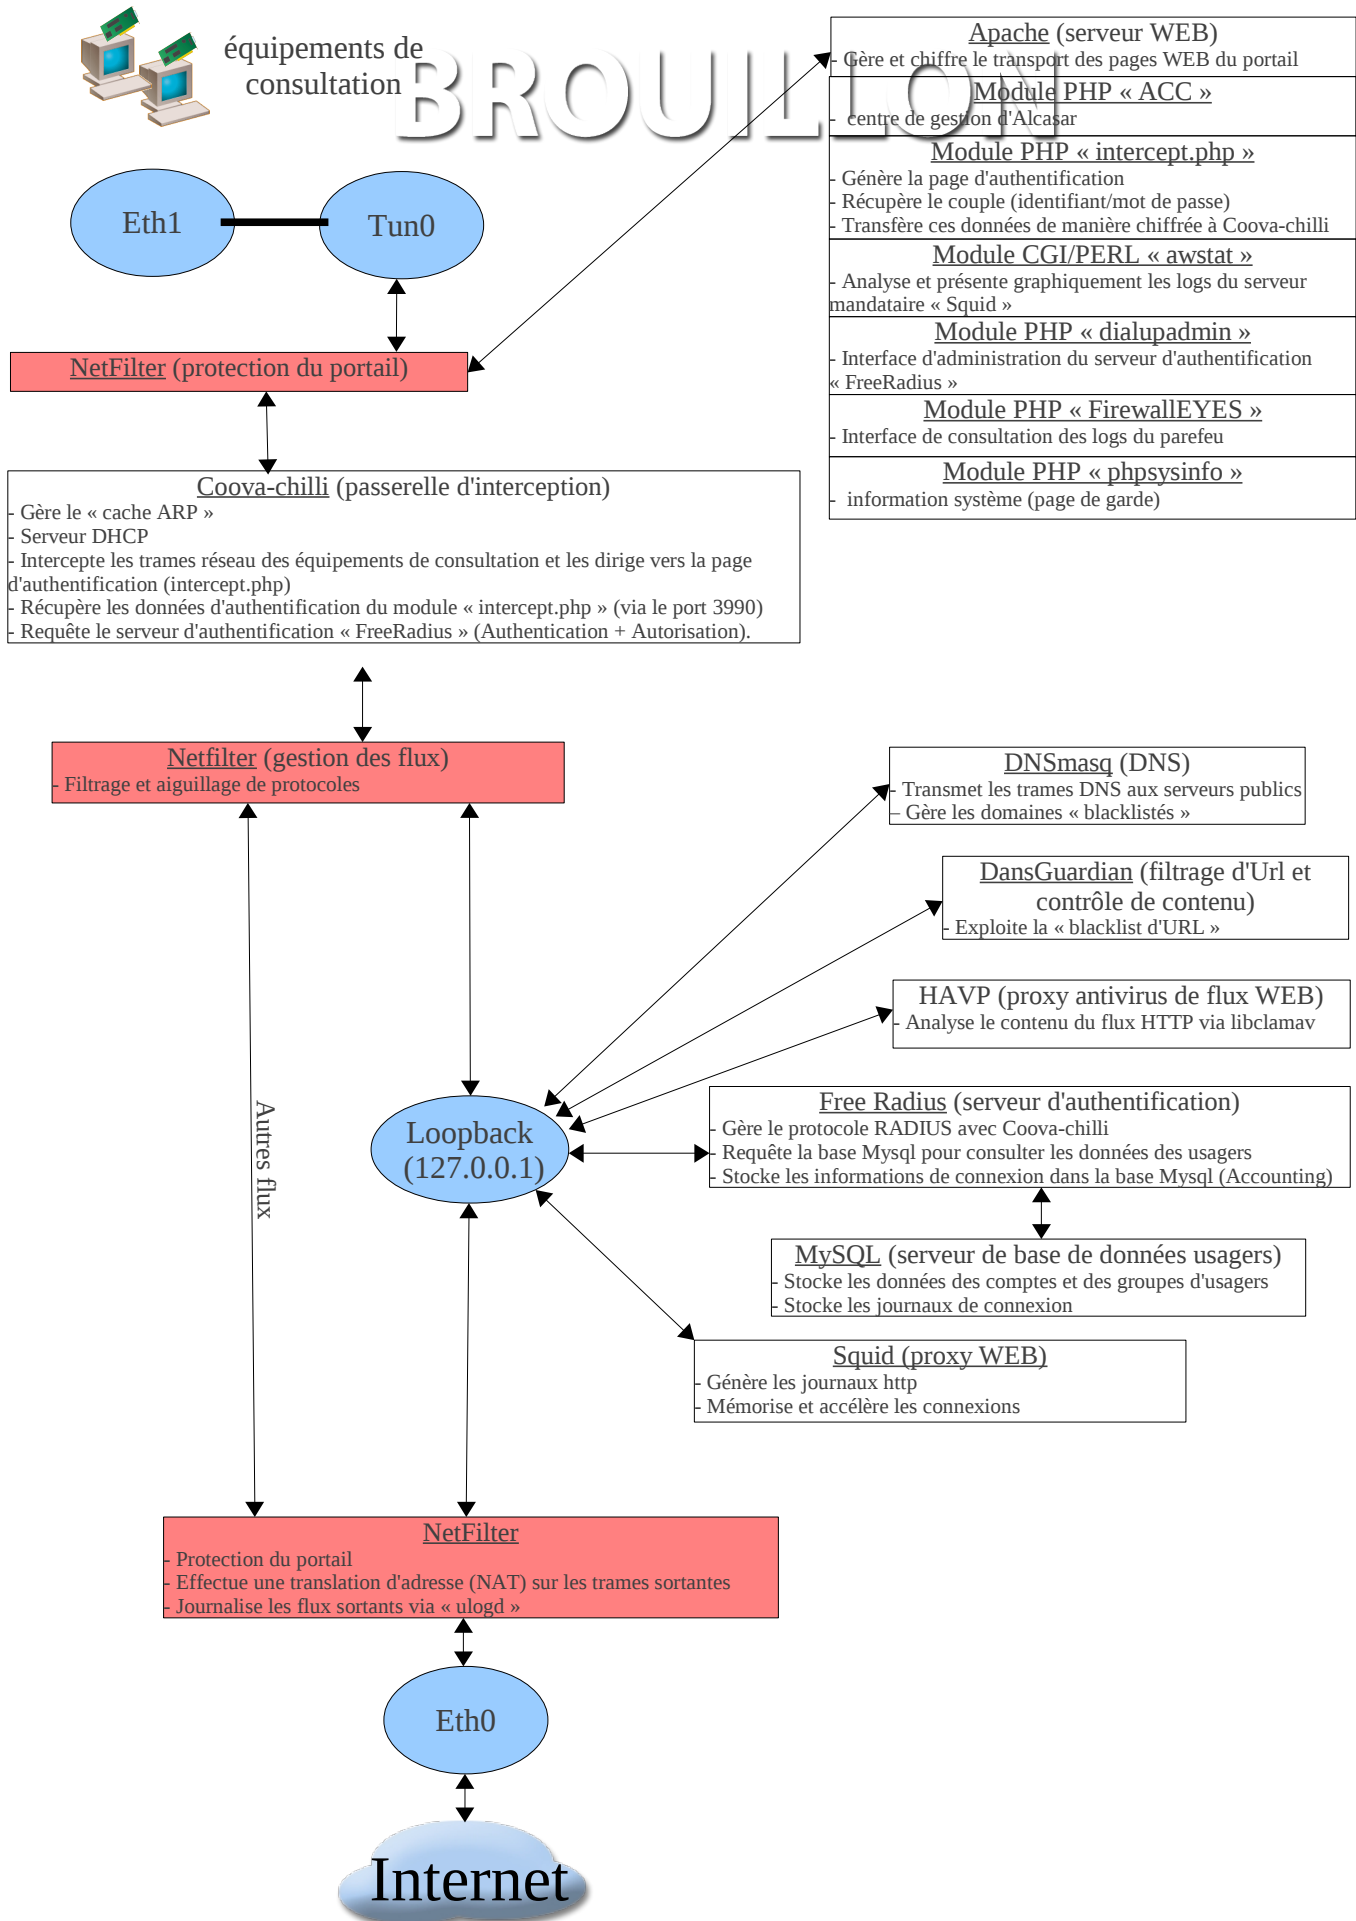 équipements de
consultation
BROUILLON
Apache (serveur WEB)
- Gère et chiffre le transport des pages WEB du portail
Module PHP « ACC »
- centre de gestion d'Alcasar
Module PHP « intercept.php »
- Génère la page d'authentification
- Récupère le couple (identifiant/mot de passe)
- Transfère ces données de manière chiffrée à Coova-chilli
Module CGI/PERL « awstat »
- Analyse et présente graphiquement les logs du serveur
mandataire « Squid »
Module PHP « dialupadmin »
- Interface d'administration du serveur d'authentification
« FreeRadius »
Module PHP « FirewallEYES »
- Interface de consultation des logs du parefeu
Module PHP « phpsysinfo »
- information système (page de garde)
Eth1
Tun0
NetFilter (protection du portail)
Coova-chilli (passerelle d'interception)
- Gère le « cache ARP »
- Serveur DHCP
- Intercepte les trames réseau des équipements de consultation et les dirige vers la page
d'authentification (intercept.php)
- Récupère les données d'authentification du module « intercept.php » (via le port 3990)
- Requête le serveur d'authentification « FreeRadius » (Authentication + Autorisation).
Netfilter (gestion des flux)
- Filtrage et aiguillage de protocoles
DNSmasq (DNS)
- Transmet les trames DNS aux serveurs publics
– Gère les domaines « blacklistés »
DansGuardian (filtrage d'Url et
contrôle de contenu)
- Exploite la « blacklist d'URL »
HAVP (proxy antivirus de flux WEB)
- Analyse le contenu du flux HTTP via libclamav
Autres flux
Loopback
(127.0.0.1)
Free Radius (serveur d'authentification)
- Gère le protocole RADIUS avec Coova-chilli
- Requête la base Mysql pour consulter les données des usagers
- Stocke les informations de connexion dans la base Mysql (Accounting)
MySQL (serveur de base de données usagers)
- Stocke les données des comptes et des groupes d'usagers
- Stocke les journaux de connexion
Squid (proxy WEB)
- Génère les journaux http
- Mémorise et accélère les connexions
NetFilter
- Protection du portail
- Effectue une translation d'adresse (NAT) sur les trames sortantes
- Journalise les flux sortants via « ulogd »
Eth0
Internet